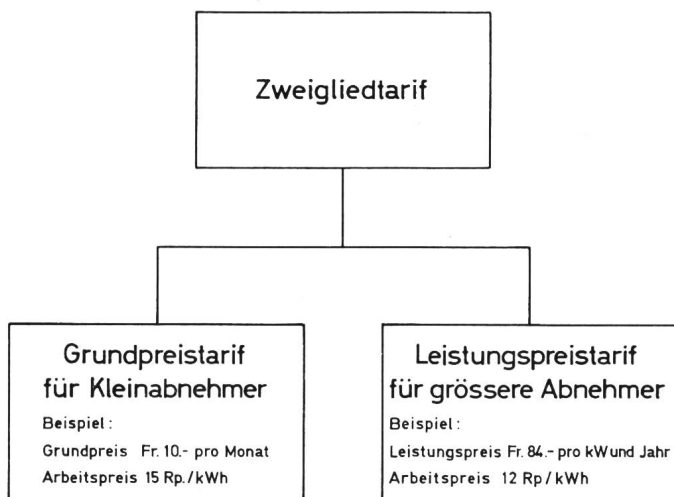 Zweigliedtarif
Grundpreistarif
für Kleinabnehmer
Beispiel:
Grundpreis Fr. 10.- pro Monat
Arbeitspreis 15 Rp./kWh
Leistungspreistarif
für grössere Abnehmer
Beispiel:
Leistungspreis Fr. 84.- pro kW und Jahr
Arbeitspreis 12 Rp/kWh